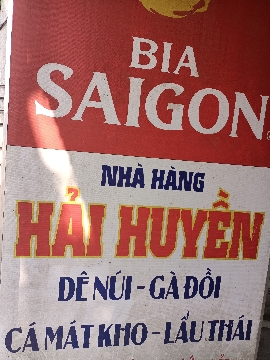 BIA
SAIGON
NHÀ HÀNG
HẢI HUYỀN
DÊ NÚI - GÀ ĐỒI
CÁ MÁT KHO - LẨU THÁI